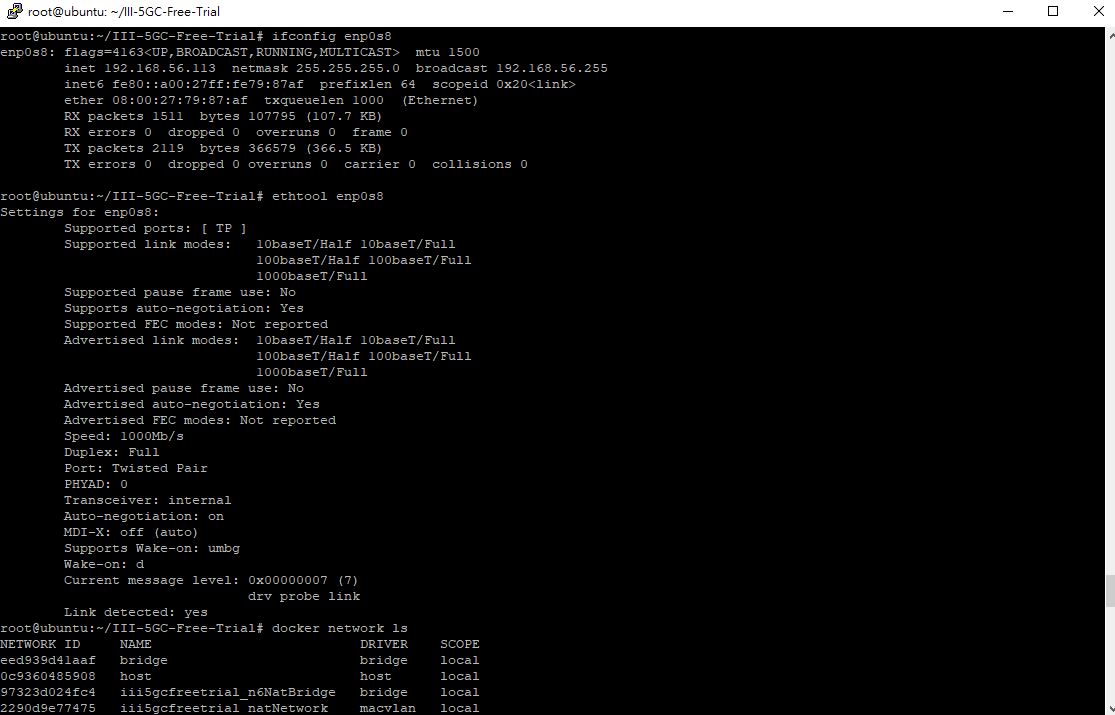 root@ubuntu: ~/III-5GC-Free-Trial
root@ubuntu:~/III-5GC-Free-Trial# ifconfig enp0s8
enp0s8: flags=4163<UP,BROADCAST,RUNNING,MULTICAST>  mtu 1500
        inet 192.168.56.113  netmask 255.255.255.0  broadcast 192.168.56.255
        inet6 fe80::a00:27ff:fe79:87af  prefixlen 64  scopeid 0x20<link>
        ether 08:00:27:79:87:af  txqueuelen 1000  (Ethernet)
        RX packets 1511  bytes 107795 (107.7 KB)
        RX errors 0  dropped 0  overruns 0  frame 0
        TX packets 2119  bytes 366579 (366.5 KB)
        TX errors 0  dropped 0 overruns 0  carrier 0  collisions 0
root@ubuntu:~/III-5GC-Free-Trial# ethtool enp0s8
Settings for enp0s8:
        Supported ports: [ TP ]
        Supported link modes:   10baseT/Half 10baseT/Full
                                100baseT/Half 100baseT/Full
                                1000baseT/Full
        Supported pause frame use: No
        Supports auto-negotiation: Yes
        Supported FEC modes: Not reported
        Advertised link modes:  10baseT/Half 10baseT/Full
                                100baseT/Half 100baseT/Full
                                1000baseT/Full
        Advertised pause frame use: No
        Advertised auto-negotiation: Yes
        Advertised FEC modes: Not reported
        Speed: 1000Mb/s
        Duplex: Full
        Port: Twisted Pair
        PHYAD: 0
        Transceiver: internal
        Auto-negotiation: on
        MDI-X: off (auto)
        Supports Wake-on: umbg
        Wake-on: d
        Current message level: 0x00000007 (7)
                               drv probe link
        Link detected: yes
root@ubuntu:~/III-5GC-Free-Trial# docker network ls
NETWORK ID     NAME                          DRIVER    SCOPE
eed939d41aaf   bridge                        bridge    local
0c9360485908   host                          host      local
97323d024fc4   iii5gcfreetrial_n6NatBridge   bridge    local
2290d9e77475   iii5gcfreetrial_natNetwork    macvlan   local